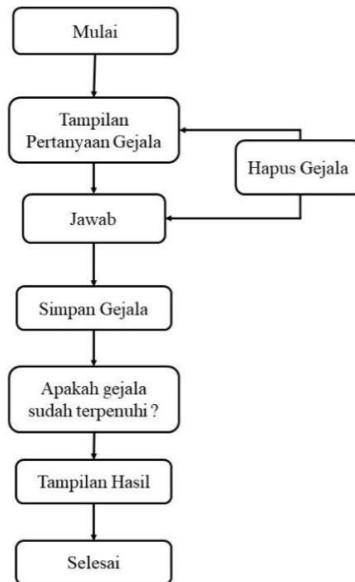 Mulai
Tampilan
Pertanyaan Gejala
Hapus Gejala
Jawab
Simpan Gejala
Apakah gejala
sudah terpenuhi ?
Tampilan Hasil
Selesai